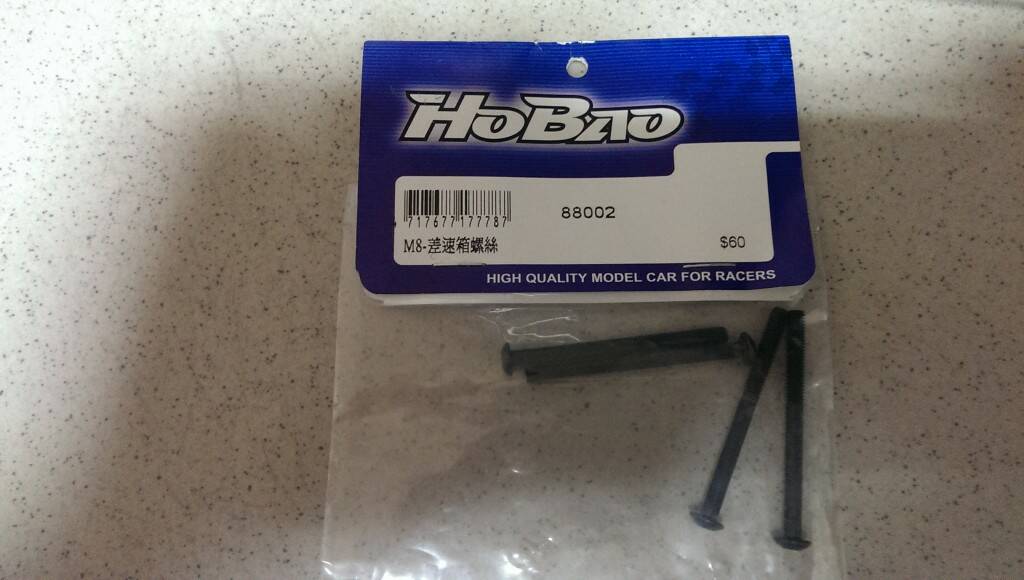 HOBAO
88002
717677177787
M8-差速箱螺絲
$60
HIGH QUALITY MODEL CAR FOR RACERS